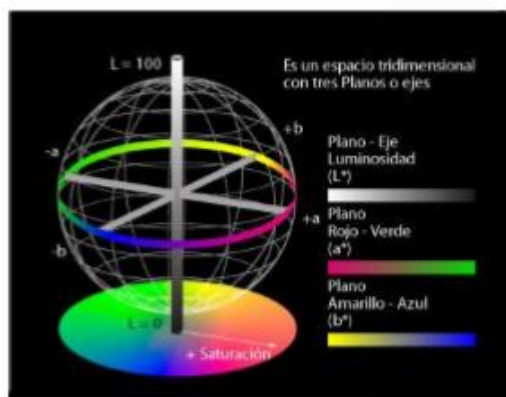 L = 100
Es un espacio tridimensional
con tres Planos o ejes
+b
-a
Plano - Eje
Luminosidad
(L*)
+a
Plano
Rojo - Verde
(a*)
-b
Plano
Amarillo - Azul
(b*)
L = 0
+ Saturación